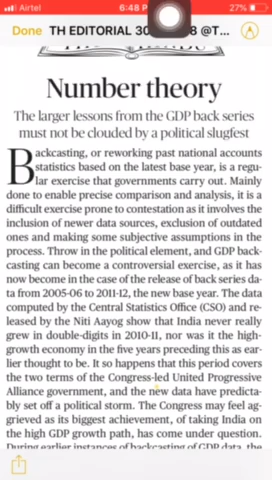 Airtel 6:48 P 27%
Done TH EDITORIAL 30 8 @T...
Number theory
The larger lessons from the GDP back series
must not be clouded by a political slugfest
Backcasting, or reworking past national accounts
statistics based on the latest base year, is a regu-
lar exercise that governments carry out. Mainly
done to enable precise comparison and analysis, it is a
difficult exercise prone to contestation as it involves the
inclusion of newer data sources, exclusion of outdated
ones and making some subjective assumptions in the
process. Throw in the political element, and GDP back-
casting can become a controversial exercise, as it has
now become in the case of the release of back series da-
ta from 2005-06 to 2011-12, the new base year. The data
computed by the Central Statistics Office (CSO) and re-
leased by the Niti Aayog show that India never really
grew in double-digits in 2010-11, nor was it the high-
growth economy in the five years preceding this as ear-
lier thought to be. It so happens that this period covers
the two terms of the Congress-led United Progressive
Alliance government, and the new data have predicta-
bly set off a political storm. The Congress may feel ag-
grieved as its biggest achievement, of taking India on
the high GDP growth path, has come under question.
During earlier instances of backcasting of GDP data, the